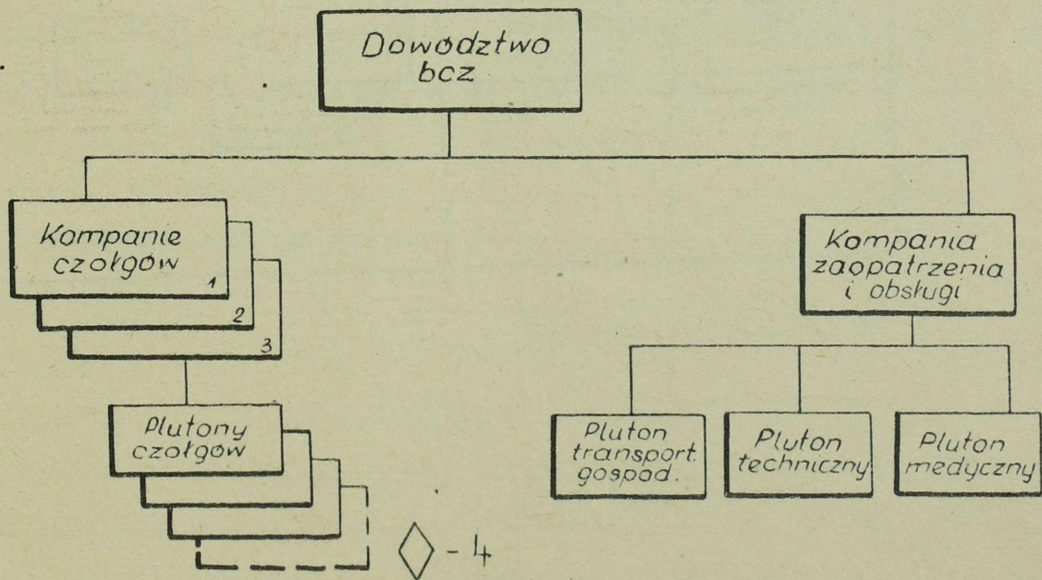 Dowództwo
bcz
Kompanie
czołgów
1
2
3
Kompania
zaopatrzenia
i obsługi
Plutony
czołgów
Pluton
transport.
gospod.
Pluton
techniczny
Pluton
medyczny
- 4